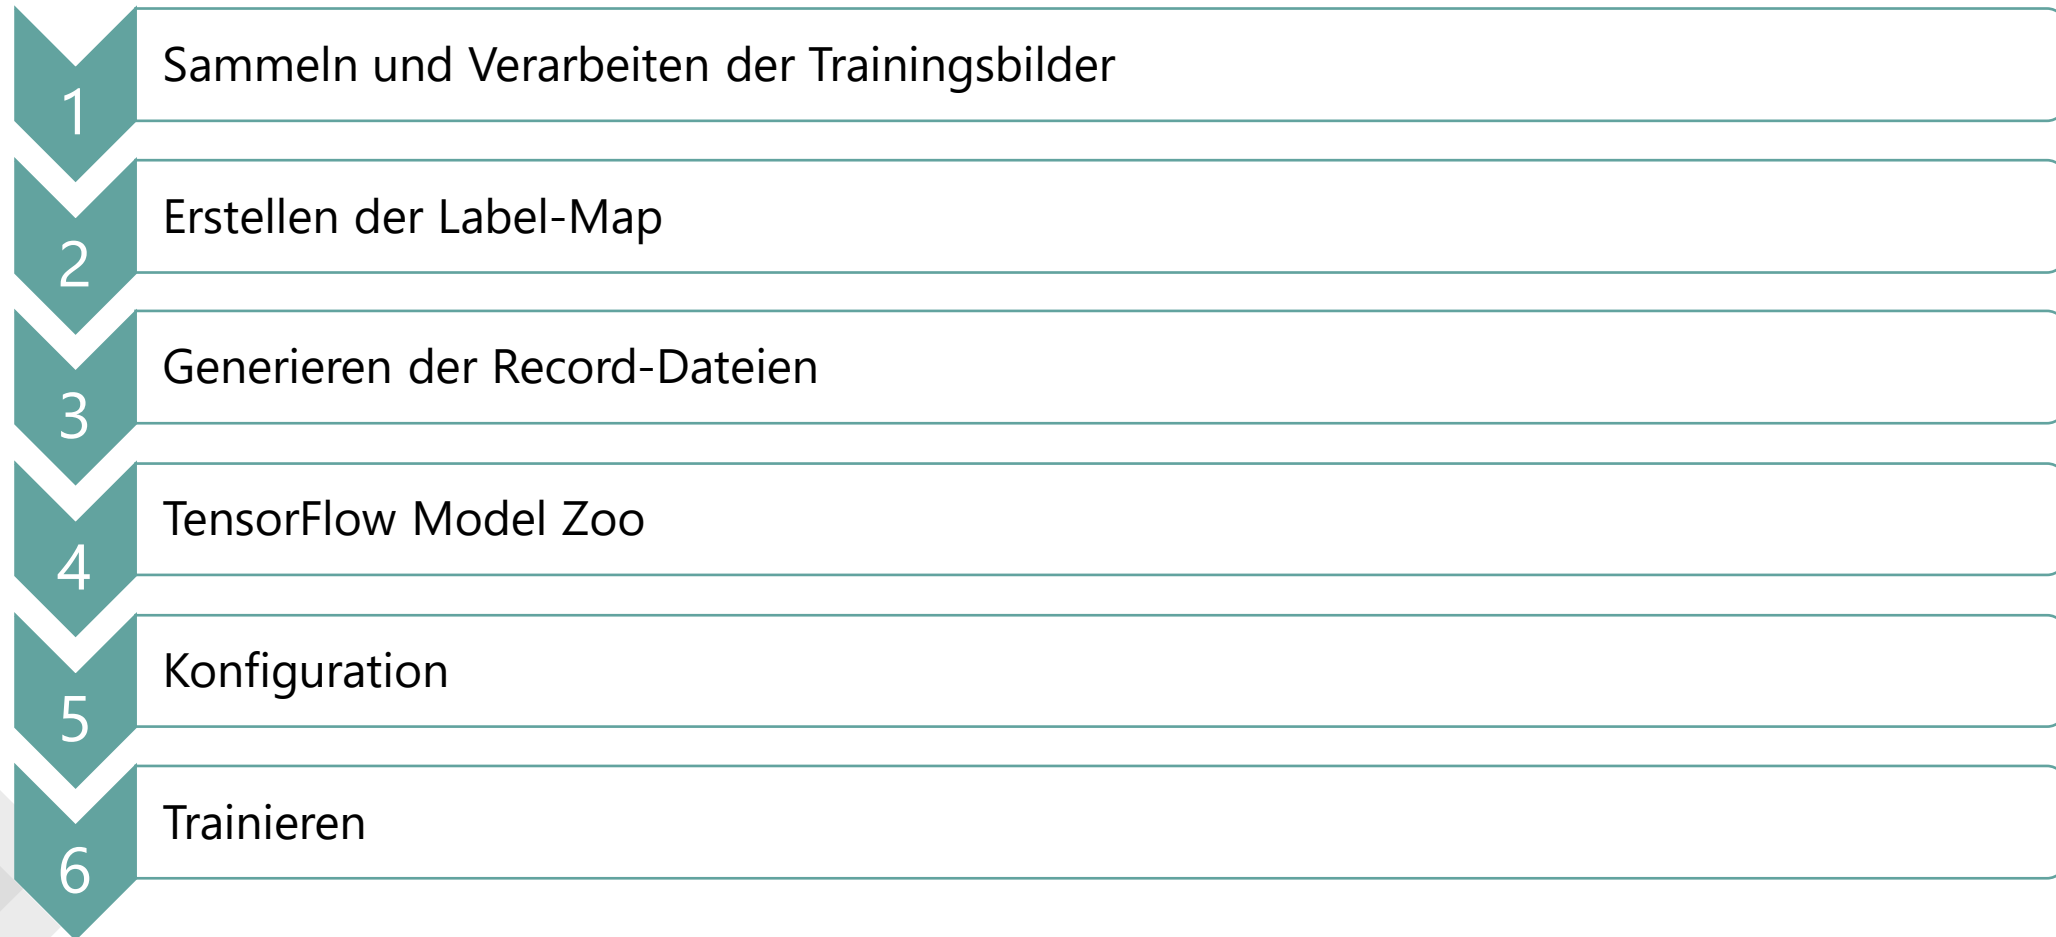 1
Sammeln und Verarbeiten der Trainingsbilder
2
Erstellen der Label-Map
3
Generieren der Record-Dateien
4
TensorFlow Model Zoo
5
Konfiguration
6
Trainieren